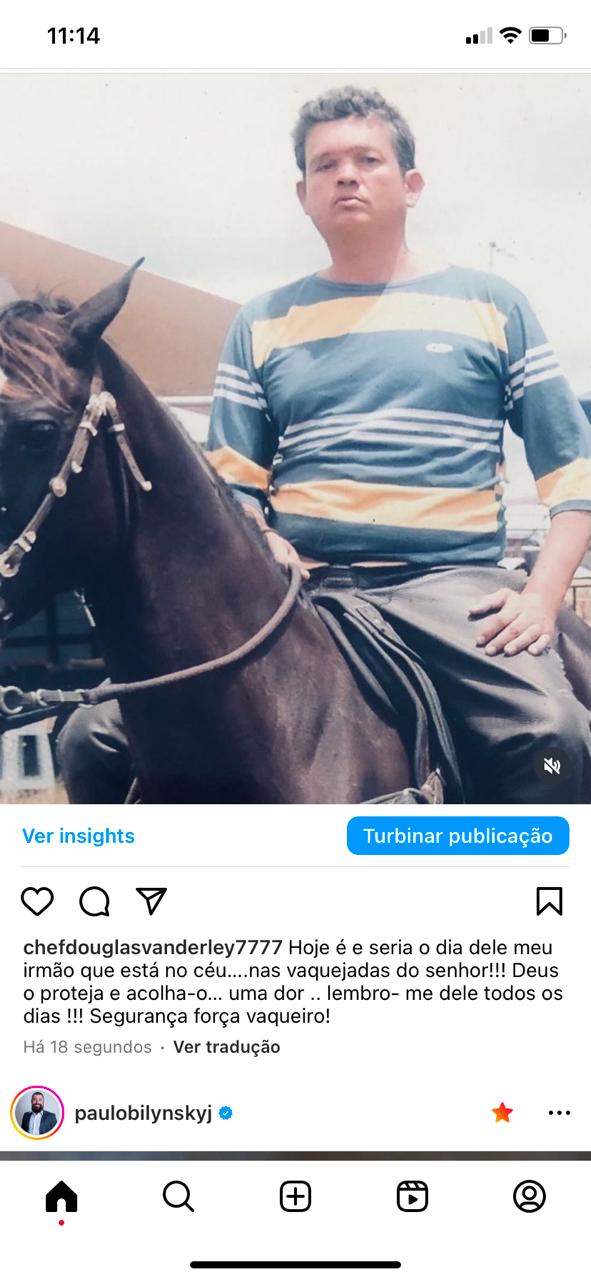 11:14
Ver insights
Turbinar publicação
chefdouglasvanderley7777 Hoje é e seria o dia dele meu
irmão que está no céu....nas vaquejadas do senhor!!! Deus
o proteja e acolha-o... uma dor .. lembro- me dele todos os
dias !!! Segurança força vaqueiro!
Há 18 segundos · Ver tradução
paulobilynskyj